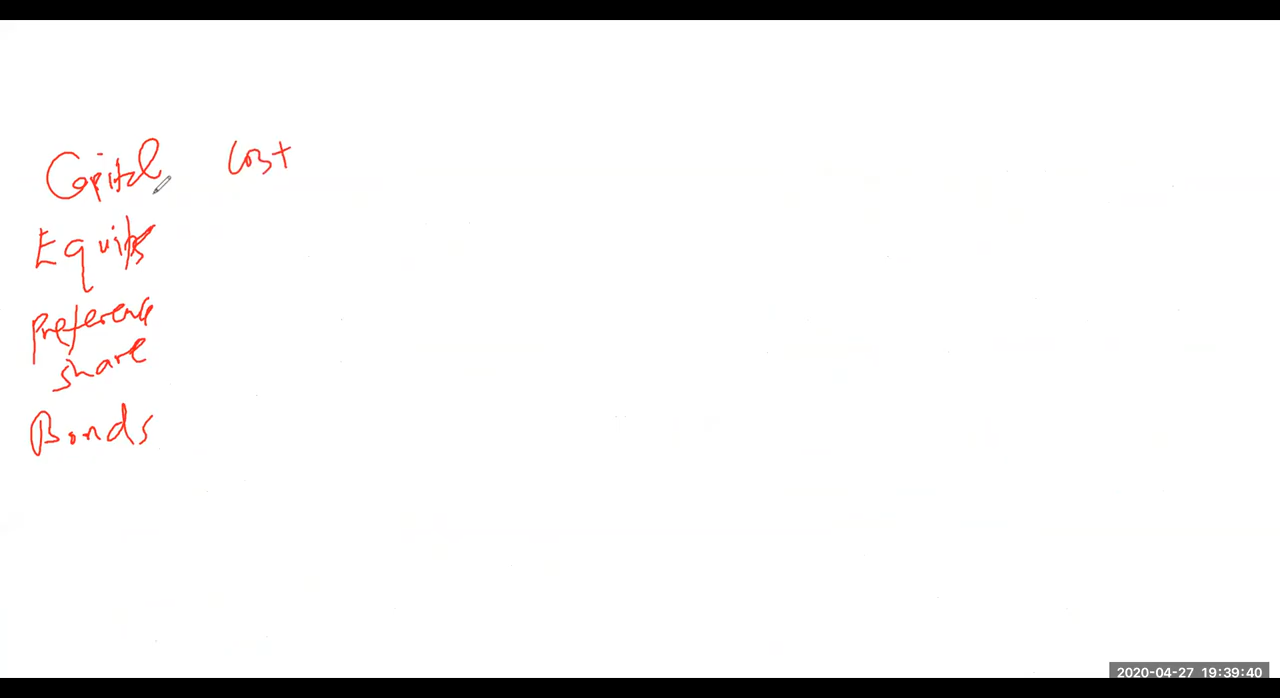 Capital Cost
Equity
Preference
share
Bonds
2020-04-27 19:39:40